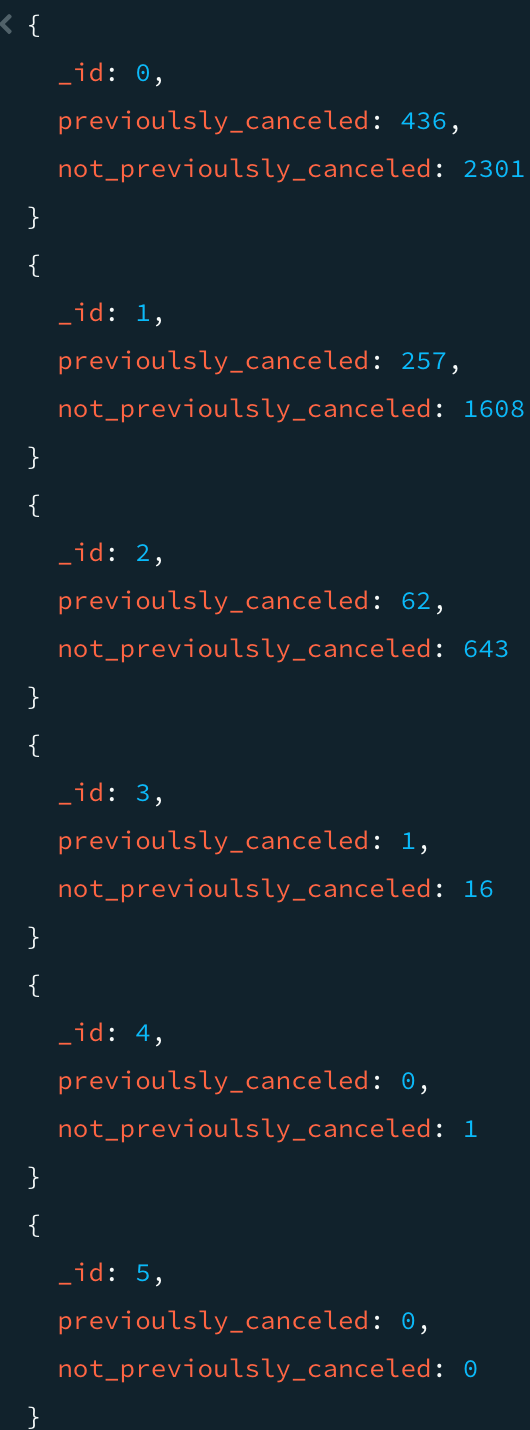 {
_id: 0,
previoulsly_canceled: 436,
not_previoulsly_canceled: 2301
}
{
_id: 1,
previoulsly_canceled: 257,
not_previoulsly_canceled: 1608
}
{
_id: 2,
previoulsly_canceled: 62,
not_previoulsly_canceled: 643
}
{
_id: 3,
previoulsly_canceled: 1,
not_previoulsly_canceled: 16
}
{
_id: 4,
previoulsly_canceled: 0,
not_previoulsly_canceled: 1
}
{
_id: 5,
previoulsly_canceled: 0,
not_previoulsly_canceled: 0
}